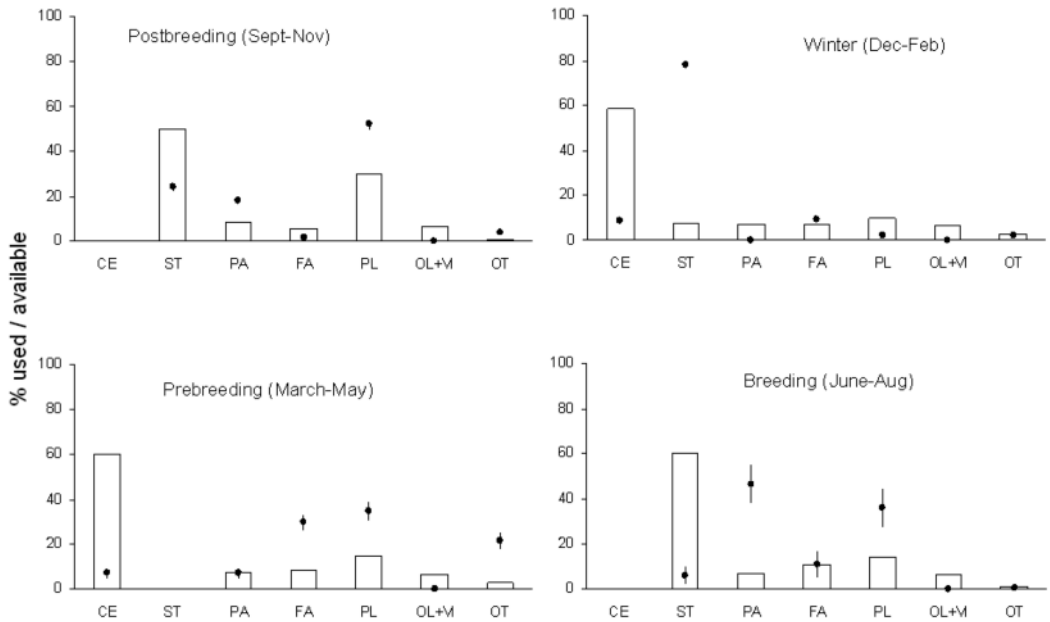 100
80
60
40
20
0
Postbreeding (Sept-Nov)
CE ST PA FA PL OL+M OT
100
80
60
40
20
0
Winter (Dec-Feb)
CE ST PA FA PL OL+M OT
% used / available
100
80
60
40
20
0
Prebreeding (March-May)
CE ST PA FA PL OL+M OT
100
80
60
40
20
0
Breeding (June-Aug)
CE ST PA FA PL OL+M OT